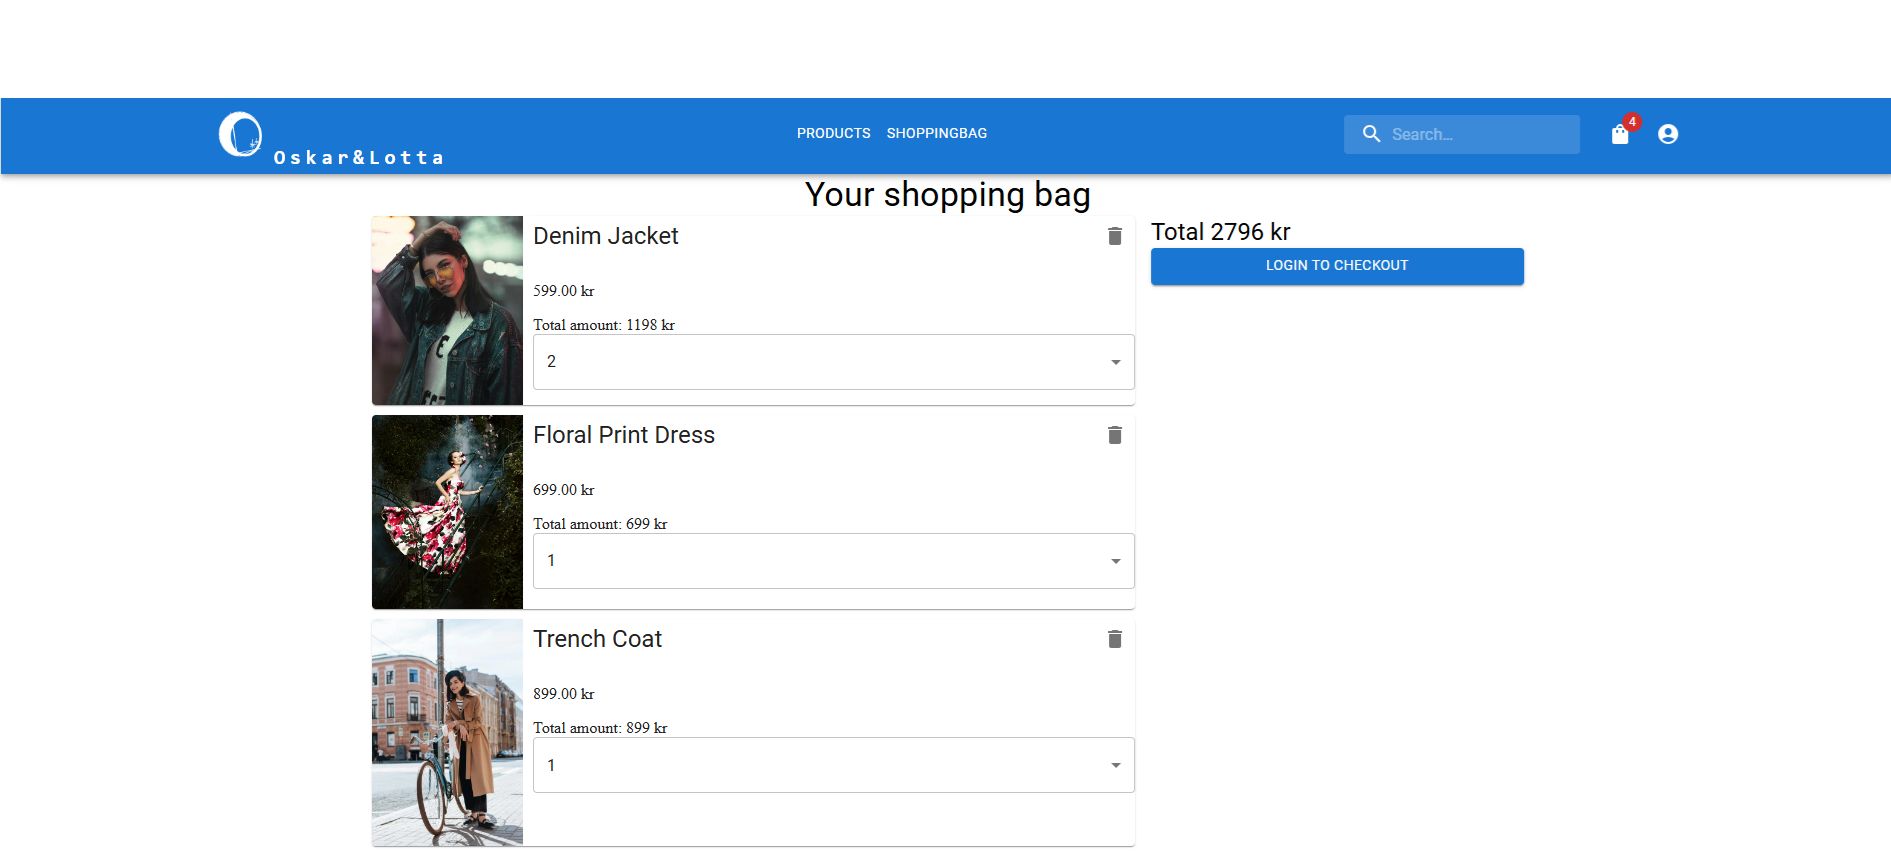 Oskar&Lotta
PRODUCTS SHOPPINGBAG
Search...
4
Your shopping bag
Denim Jacket
599.00 kr
Total amount: 1198 kr
2
Floral Print Dress
699.00 kr
Total amount: 699 kr
1
Trench Coat
899.00 kr
Total amount: 899 kr
1
Total 2796 kr
LOGIN TO CHECKOUT